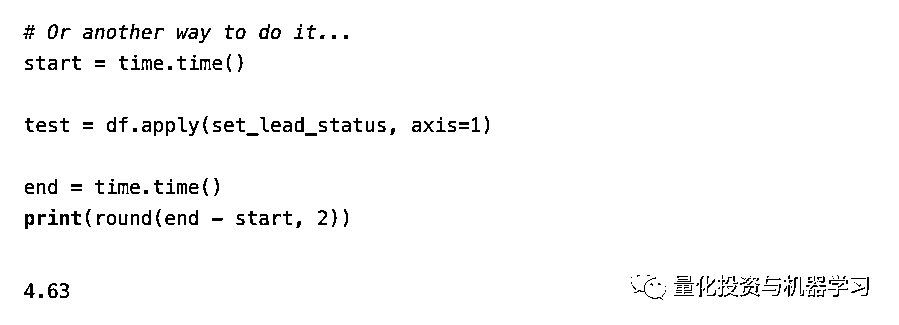 # Or another way to do it...
start = time.time()
test = df.apply(set_lead_status, axis=1)
end = time.time()
print(round(end - start, 2))
4.63
量化投资与机器学习